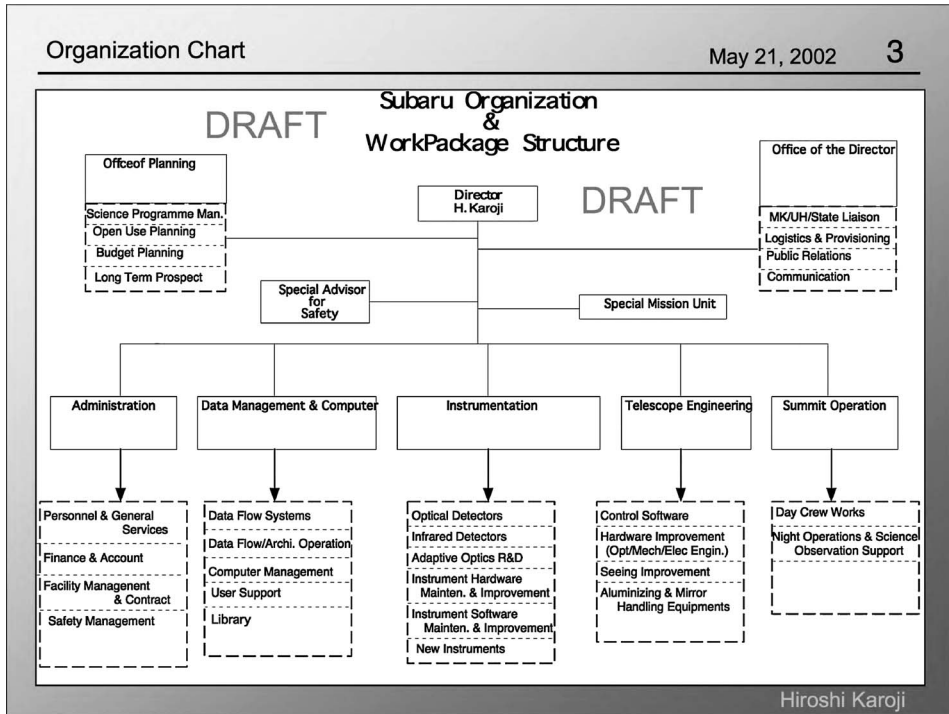 Organization Chart
May 21, 2002
3
DRAFT
Subaru Organization
&
WorkPackage Structure
Offceof Planning
Science Programme Man.
Open Use Planning
Budget Planning
Long Term Prospect
Director
H. Karoji
DRAFT
Office of the Director
MK/UH/State Liaison
Logistics & Provisioning
Public Relations
Communication
Special Advisor
for
Safety
Special Mission Unit
Administration
Data Management & Computer
Instrumentation
Telescope Engineering
Summit Operation
Personnel & General
Services
Finance & Account
Facility Management
& Contract
Safety Management
Data Flow Systems
Data Flow/Archi. Operation
Computer Management
User Support
Library
Optical Detectors
Infrared Detectors
Adaptive Optics R&D
Instrument Hardware
Mainten. & Improvement
Instrument Software
Mainten. & Improvement
New Instruments
Control Software
Hardware Improvement
(Opt/Mech/Elec Engin.)
Seeing Improvement
Aluminizing & Mirror
Handling Equipments
Day Crew Works
Night Operations & Science
Observation Support
Hiroshi Karoji